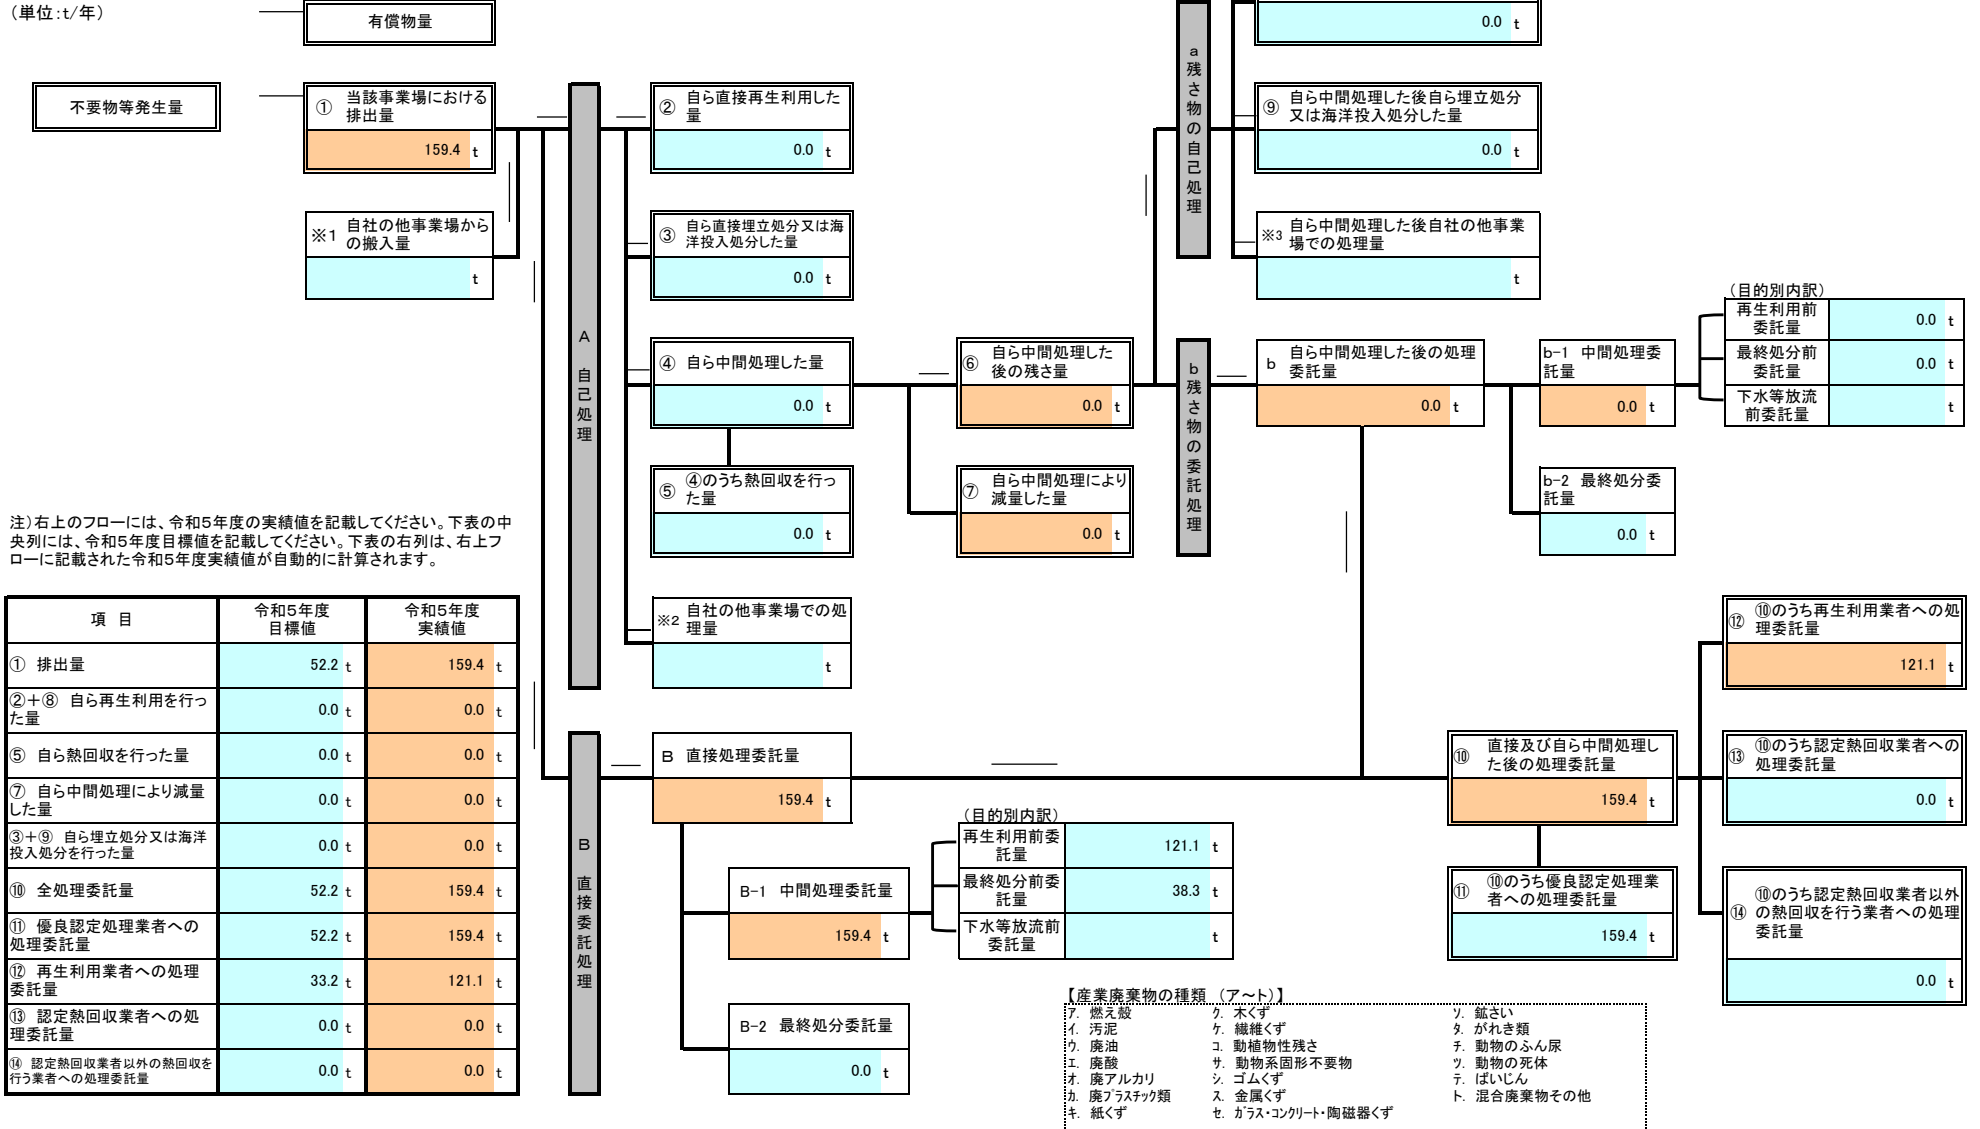 （単位：t/年）
有償物量
0.0 t
不要物等発生量
① 当該事業場における
排出量
159.4 t
※1 自社の他事業場から
の搬入量
t
A 自己処理
② 自ら直接再生利用した
量
0.0 t
③ 自ら直接埋立処分又は海
洋投入処分した量
0.0 t
④ 自ら中間処理した量
0.0 t
⑤ ④のうち熱回収を行っ
た量
0.0 t
※2 自社の他事業場での処
理量
t
⑥ 自ら中間処理した
後の残さ量
0.0 t
⑦ 自ら中間処理により
減量した量
0.0 t
a 残さ物の自己処理
⑨ 自ら中間処理した後自ら埋立処分
又は海洋投入処分した量
0.0 t
※3 自ら中間処理した後自社の他事業
場での処理量
t
b 残さ物の委託処理
b 自ら中間処理した後の処理
委託量
0.0 t
b-1 中間処理委
託量
0.0 t
b-2 最終処分委
託量
0.0 t
（目的別内訳）
再生利用前
委託量
0.0 t
最終処分前
委託量
0.0 t
下水等放流
前委託量
t
注）右上のフローには、令和5年度の実績値を記載してください。下表の中
央列には、令和5年度目標値を記載してください。下表の右列は、右上フ
ローに記載された令和5年度実績値が自動的に計算されます。
項 目 令和5年度
目標値 令和5年度
実績値
① 排出量 52.2 t 159.4 t
②＋⑧ 自ら再生利用を行っ
た量 0.0 t 0.0 t
⑤ 自ら熱回収を行った量 0.0 t 0.0 t
⑦ 自ら中間処理により減量
した量 0.0 t 0.0 t
③＋⑨ 自ら埋立処分又は海洋
投入処分を行った量 0.0 t 0.0 t
⑩ 全処理委託量 52.2 t 159.4 t
⑪ 優良認定処理業者への
処理委託量 52.2 t 159.4 t
⑫ 再生利用業者への処理
委託量 33.2 t 121.1 t
⑬ 認定熱回収業者への処
理委託量 0.0 t 0.0 t
⑭ 認定熱回収業者以外の熱回収を
行う業者への処理委託量 0.0 t 0.0 t
B 直接委託処理
B 直接処理委託量
159.4 t
B-1 中間処理委託量
159.4 t
B-2 最終処分委託量
0.0 t
（目的別内訳）
再生利用前委
託量
121.1 t
最終処分前委
託量
38.3 t
下水等放流前
委託量
t
⑩ 直接及び自ら中間処理し
た後の処理委託量
159.4 t
⑪ ⑩のうち優良認定処理業
者への処理委託量
159.4 t
⑫ ⑩のうち再生利用業者への処
理委託量
121.1 t
⑬ ⑩のうち認定熱回収業者への
処理委託量
0.0 t
⑭ ⑩のうち認定熱回収業者以外
の熱回収を行う業者への処理
委託量
0.0 t
【産業廃棄物の種類 （ア～ト）】
ア. 燃え殻 ク. 木くず ソ. 鉱さい
イ. 汚泥 ケ. 繊維くず タ. がれき類
ウ. 廃油 コ. 動植物性残さ チ. 動物のふん尿
エ. 廃酸 サ. 動物系固形不要物 ツ. 動物の死体
オ. 廃アルカリ シ. ゴムくず テ. ばいじん
カ. 廃プラスチック類 ス. 金属くず ト. 混合廃棄物その他
キ. 紙くず セ. ガラス・コンクリート・陶磁器くず